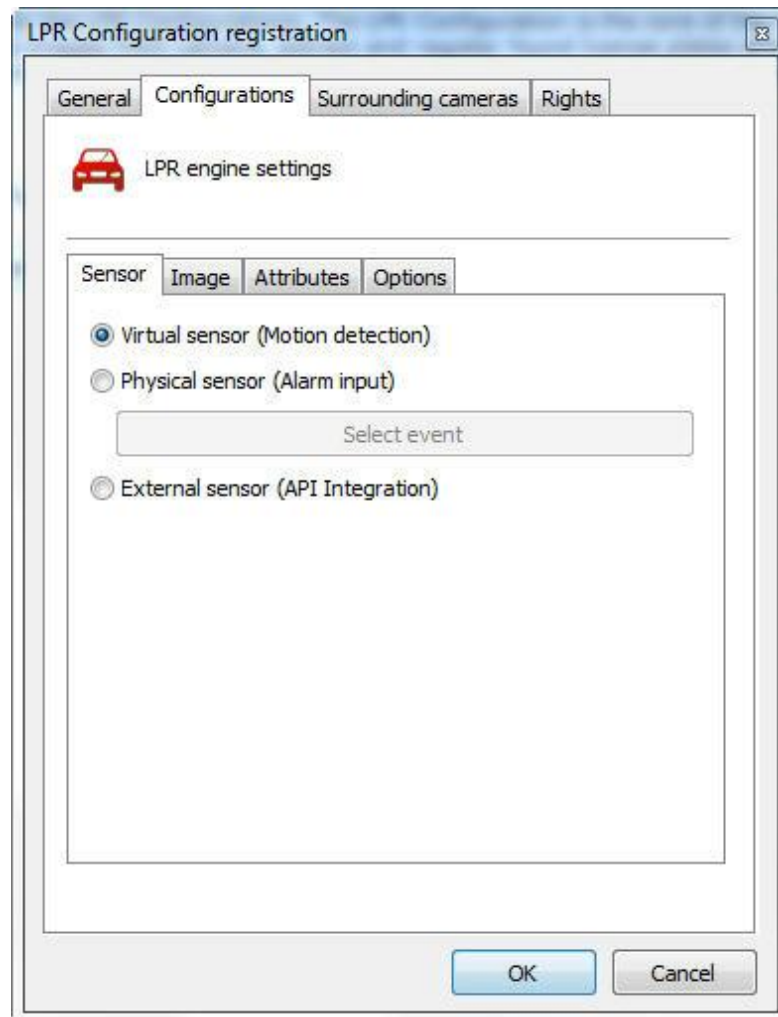 LPR Configuration registration
General Configurations Surrounding cameras Rights
LPR engine settings
Sensor Image Attributes Options
Virtual sensor (Motion detection)
Physical sensor (Alarm input)
Select event
External sensor (API Integration)
OK Cancel